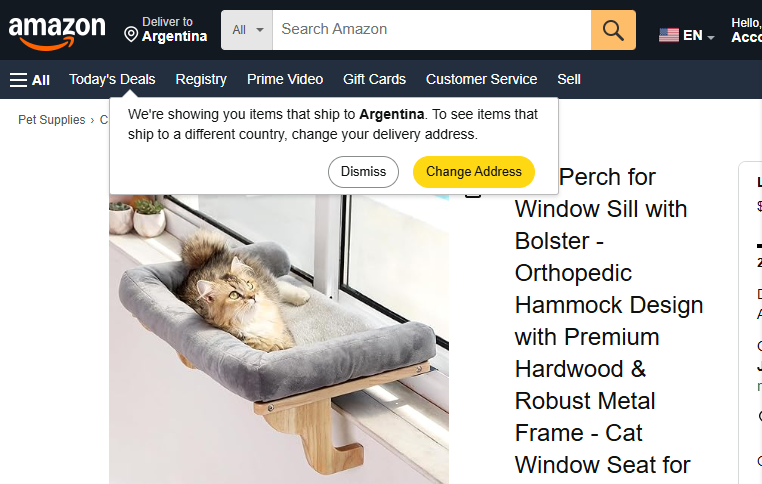 amazon
Deliver to
Argentina
All
Search Amazon
EN
Hello,
All
Today's Deals
Registry
Prime Video
Gift Cards
Customer Service
Sell
We're showing you items that ship to Argentina. To see items that
ship to a different country, change your delivery address.
Dismiss
Change Address
Pet Supplies ›
Perch for
Window Sill with
Bolster -
Orthopedic
Hammock Design
with Premium
Hardwood &
Robust Metal
Frame - Cat
Window Seat for